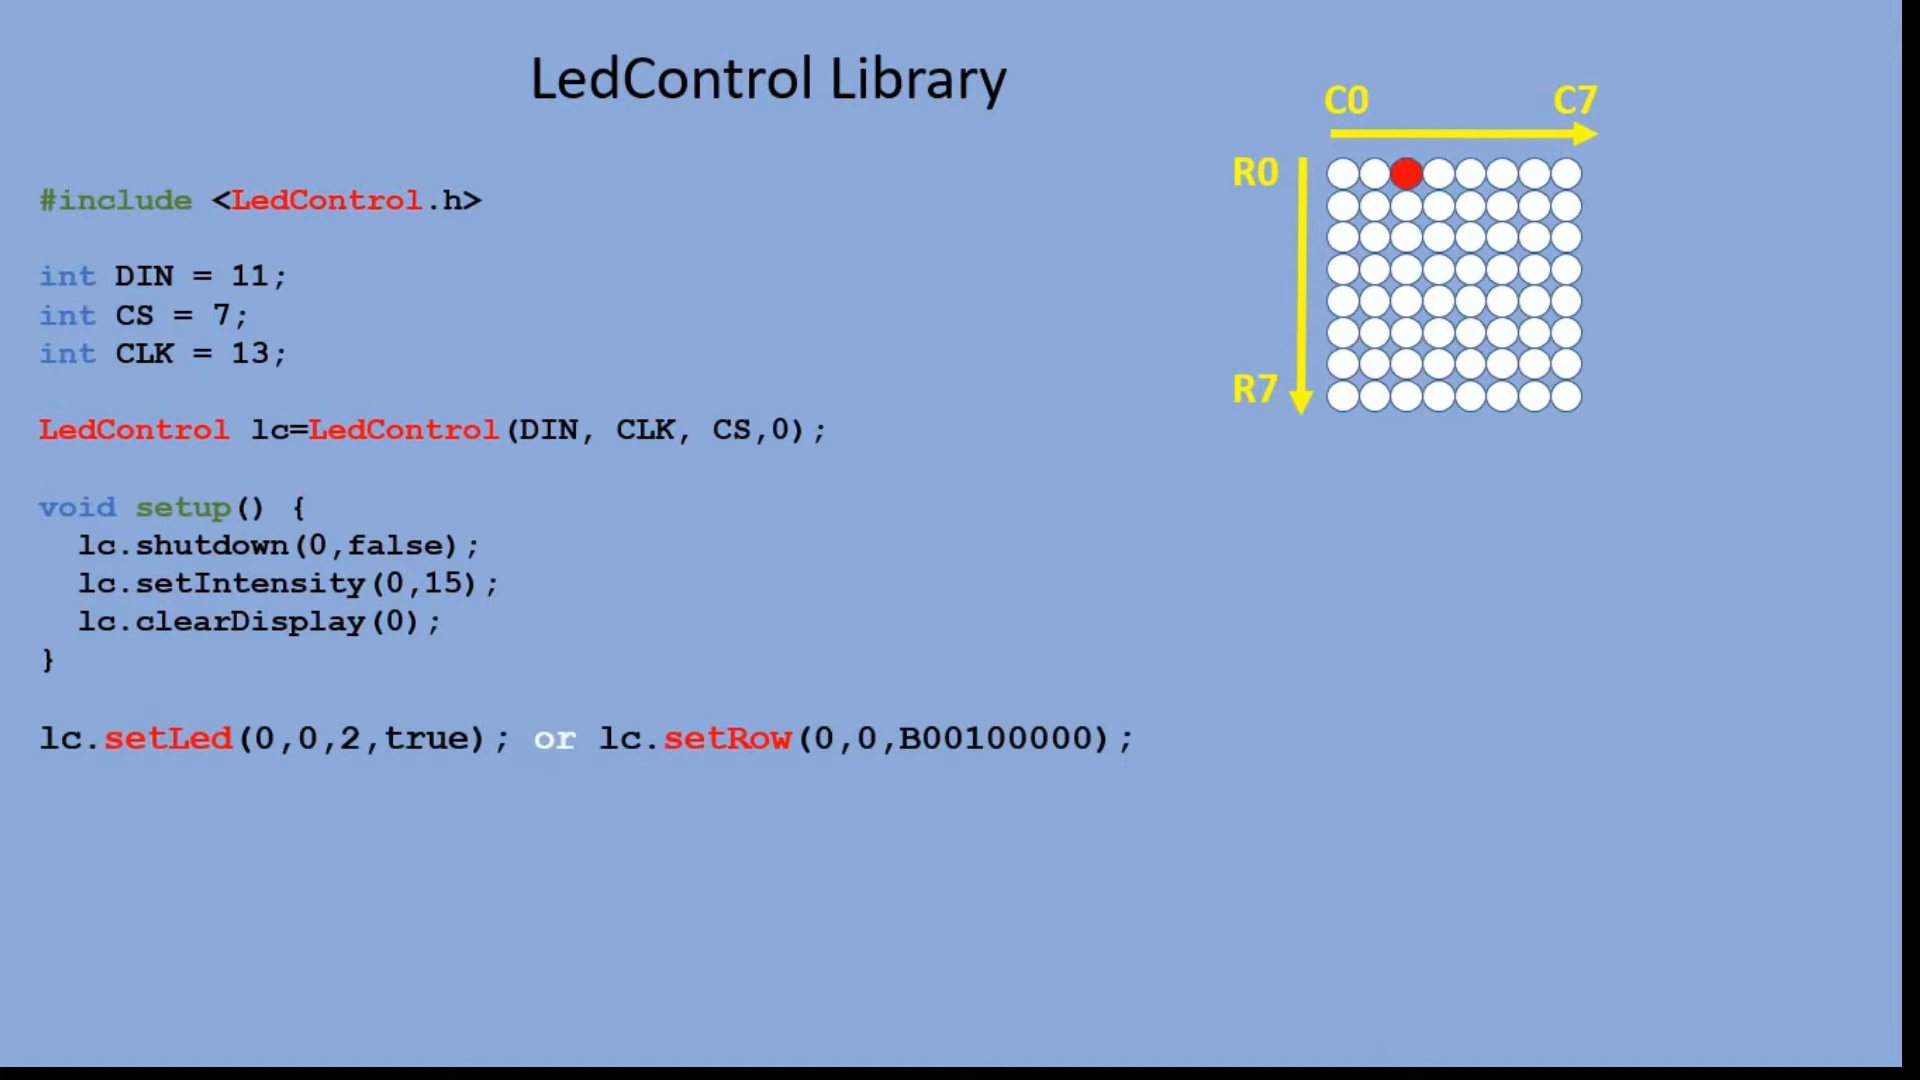 LedControl Library
C0 C7
R0
R7
#include <LedControl.h>
int DIN = 11;
int CS = 7;
int CLK = 13;
LedControl lc=LedControl(DIN, CLK, CS,0);
void setup() {
  lc.shutdown(0,false);
  lc.setIntensity(0,15);
  lc.clearDisplay(0);
}
lc.setLed(0,0,2,true); or lc.setRow(0,0,B00100000);